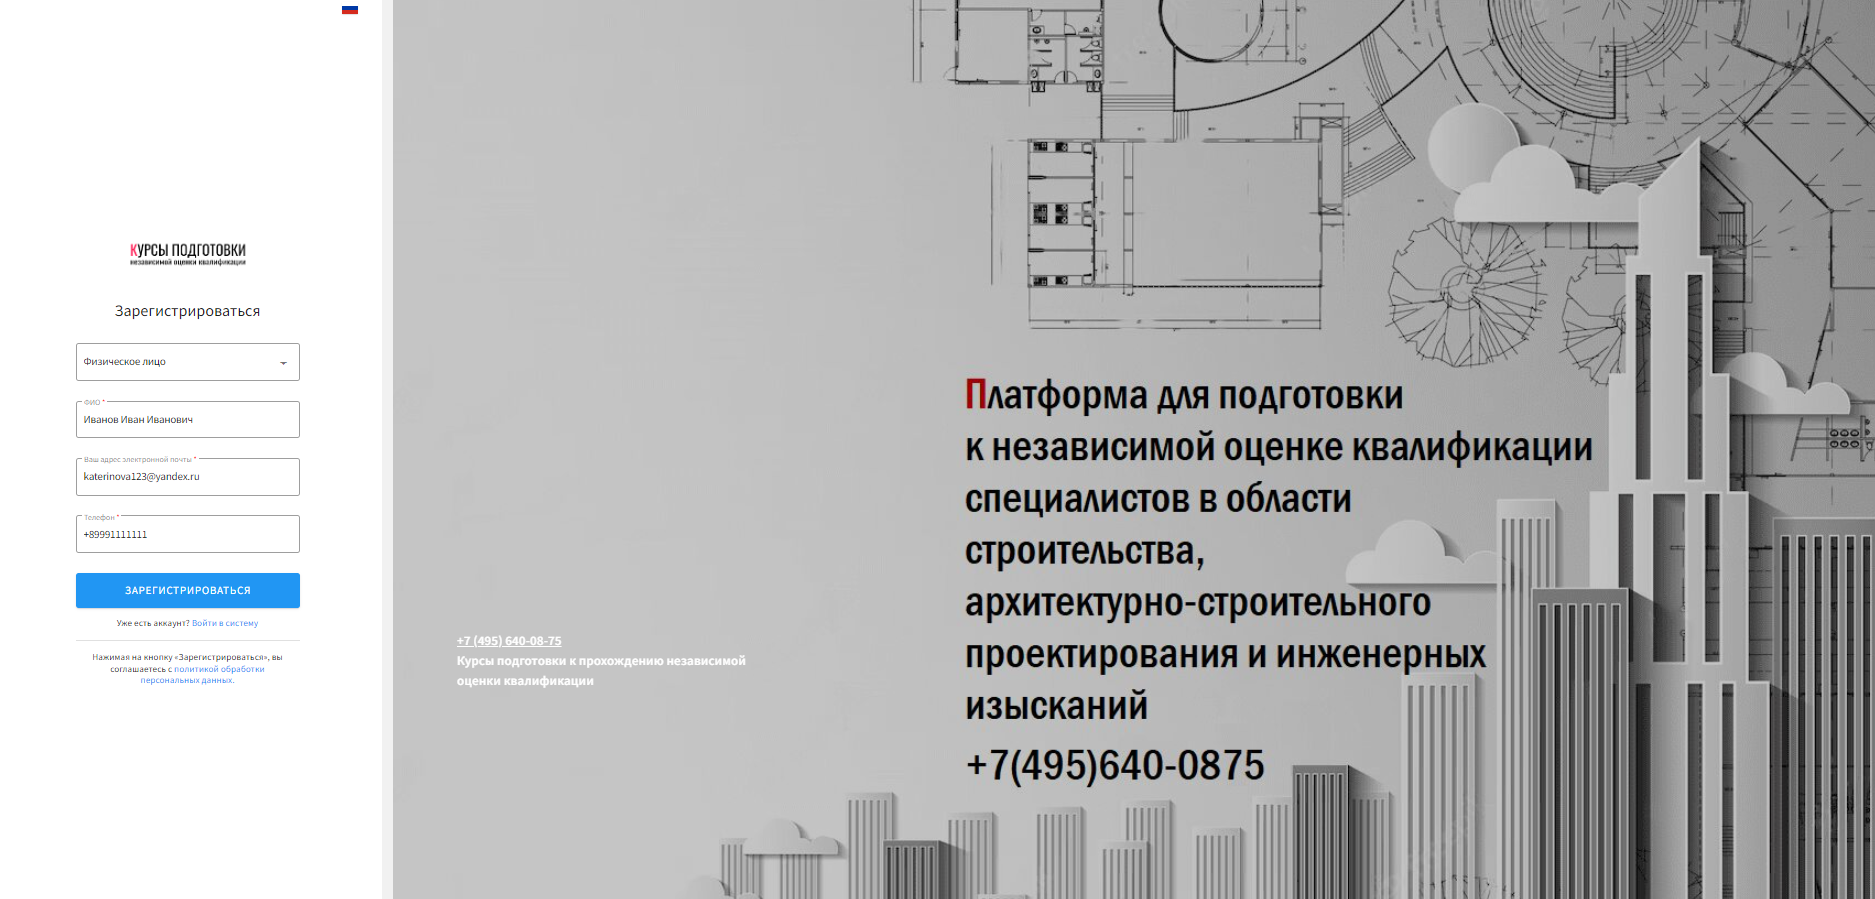 КУРСЫ ПОДГОТОВКИ
независимой оценки квалификации
Зарегистрироваться
Физическое лицо
ФИО *
Иванов Иван Иванович
Ваш адрес электронной почты *
katerinova123@yandex.ru
Телефон *
+89991111111
ЗАРЕГИСТРИРОВАТЬСЯ
Уже есть аккаунт? Войти в систему
Нажимая на кнопку «Зарегистрироваться», вы
соглашаетесь с политикой обработки
персональных данных.
+7 (495) 640-08-75
Курсы подготовки к прохождению независимой
оценки квалификации
Платформа для подготовки
к независимой оценке квалификации
специалистов в области
строительства,
архитектурно-строительного
проектирования и инженерных
изысканий
+7(495)640-0875